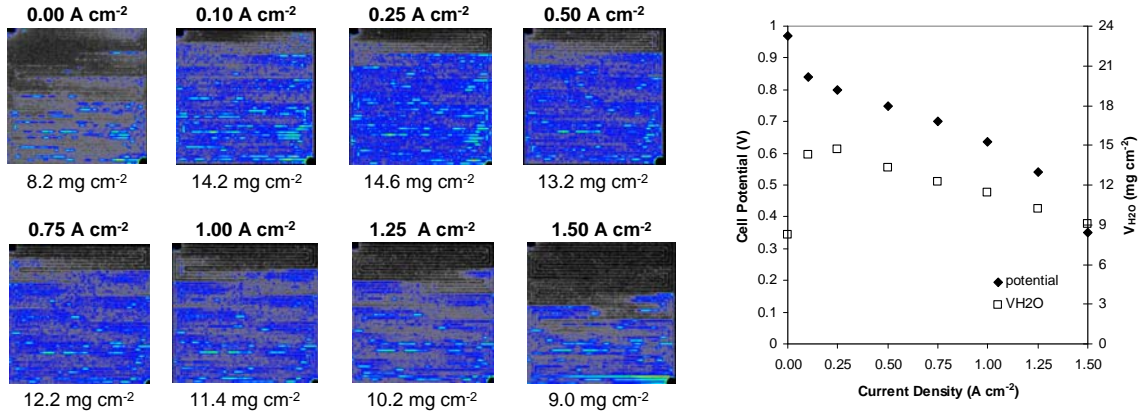 0.00 A cm-2 0.10 A cm-2 0.25 A cm-2 0.50 A cm-2
8.2 mg cm-2 14.2 mg cm-2 14.6 mg cm-2 13.2 mg cm-2
0.75 A cm-2 1.00 A cm-2 1.25 A cm-2 1.50 A cm-2
12.2 mg cm-2 11.4 mg cm-2 10.2 mg cm-2 9.0 mg cm-2
Cell Potential (V)
1
0.9
0.8
0.7
0.6
0.5
0.4
0.3
0.2
0.1
0
24
21
18
15
12
9
6
3
0
VH2O (mg cm-2)
potential
VH2O
0.00 0.25 0.50 0.75 1.00 1.25 1.50
Current Density (A cm-2)